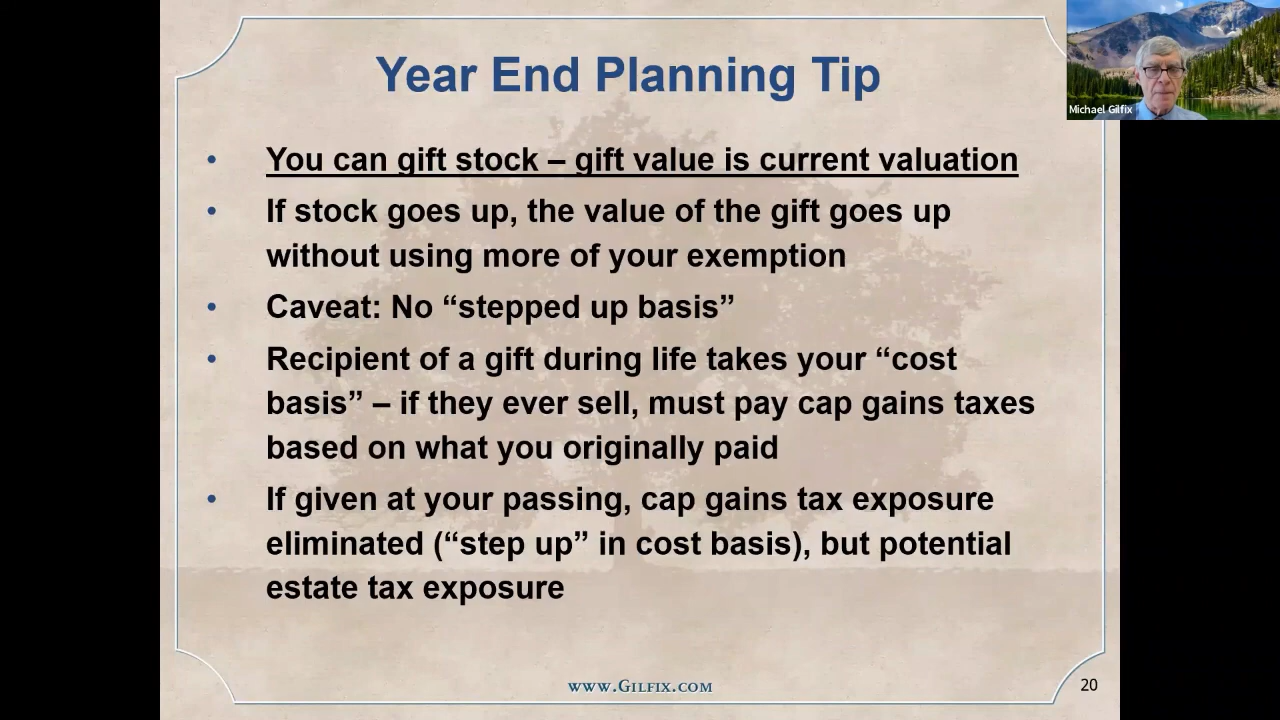 Year End Planning Tip
Michael Gilfix
• You can gift stock – gift value is current valuation
• If stock goes up, the value of the gift goes up
without using more of your exemption
• Caveat: No “stepped up basis”
• Recipient of a gift during life takes your “cost
basis” – if they ever sell, must pay cap gains taxes
based on what you originally paid
• If given at your passing, cap gains tax exposure
eliminated (“step up” in cost basis), but potential
estate tax exposure
www.Gilfix.com
20